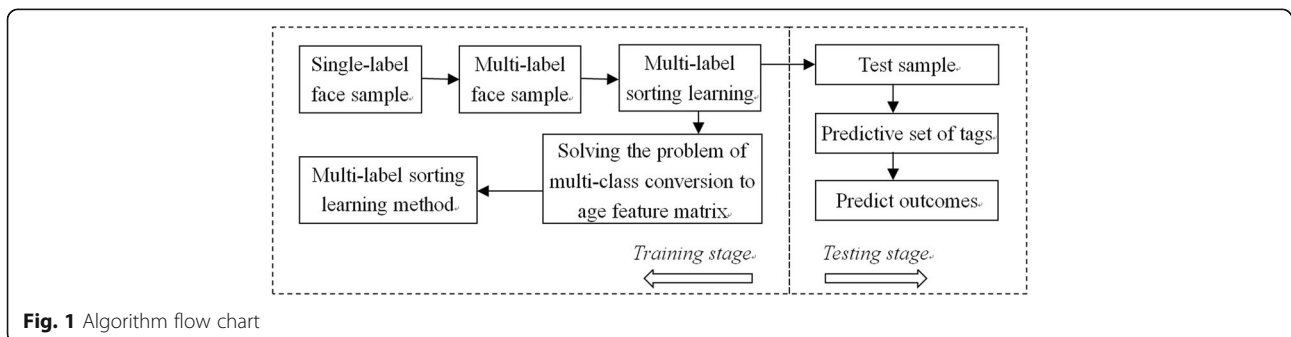 Single-label
face sample
Multi-label
face sample
Multi-label
sorting learning
Test sample
Predictive set of tags
Predict outcomes
Solving the problem of
multi-class conversion to
age feature matrix
Multi-label sorting
learning method
Training stage
Testing stage
Fig. 1 Algorithm flow chart